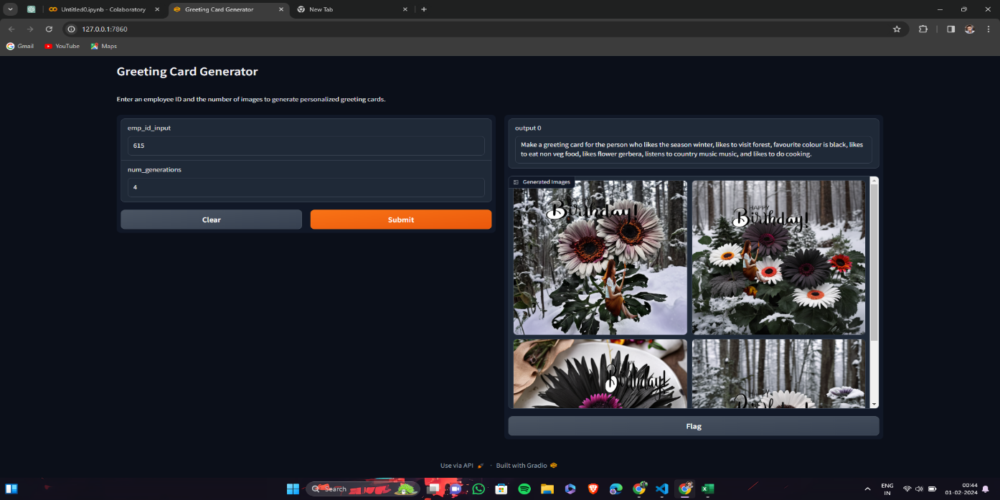 Untitled0.ipynb - Colaboratory
Greeting Card Generator
New Tab
127.0.0.1:7860
Gmail
YouTube
Maps
Greeting Card Generator
Enter an employee ID and the number of images to generate personalized greeting cards.
emp_id_input
615
num_generations
4
Clear
Submit
output 0
Make a greeting card for the person who likes the season winter, likes to visit forest, favourite colour is black, likes
to eat non veg food, likes flower gerbera, listens to country music music, and likes to do cooking.
Generated Images
Birthday!
HAPPY
Birthday!
Birthday!
HAPPY
Birthday!
Flag
Use via API
·
Built with Gradio
Search
ENG
IN
00:44
01-02-2024